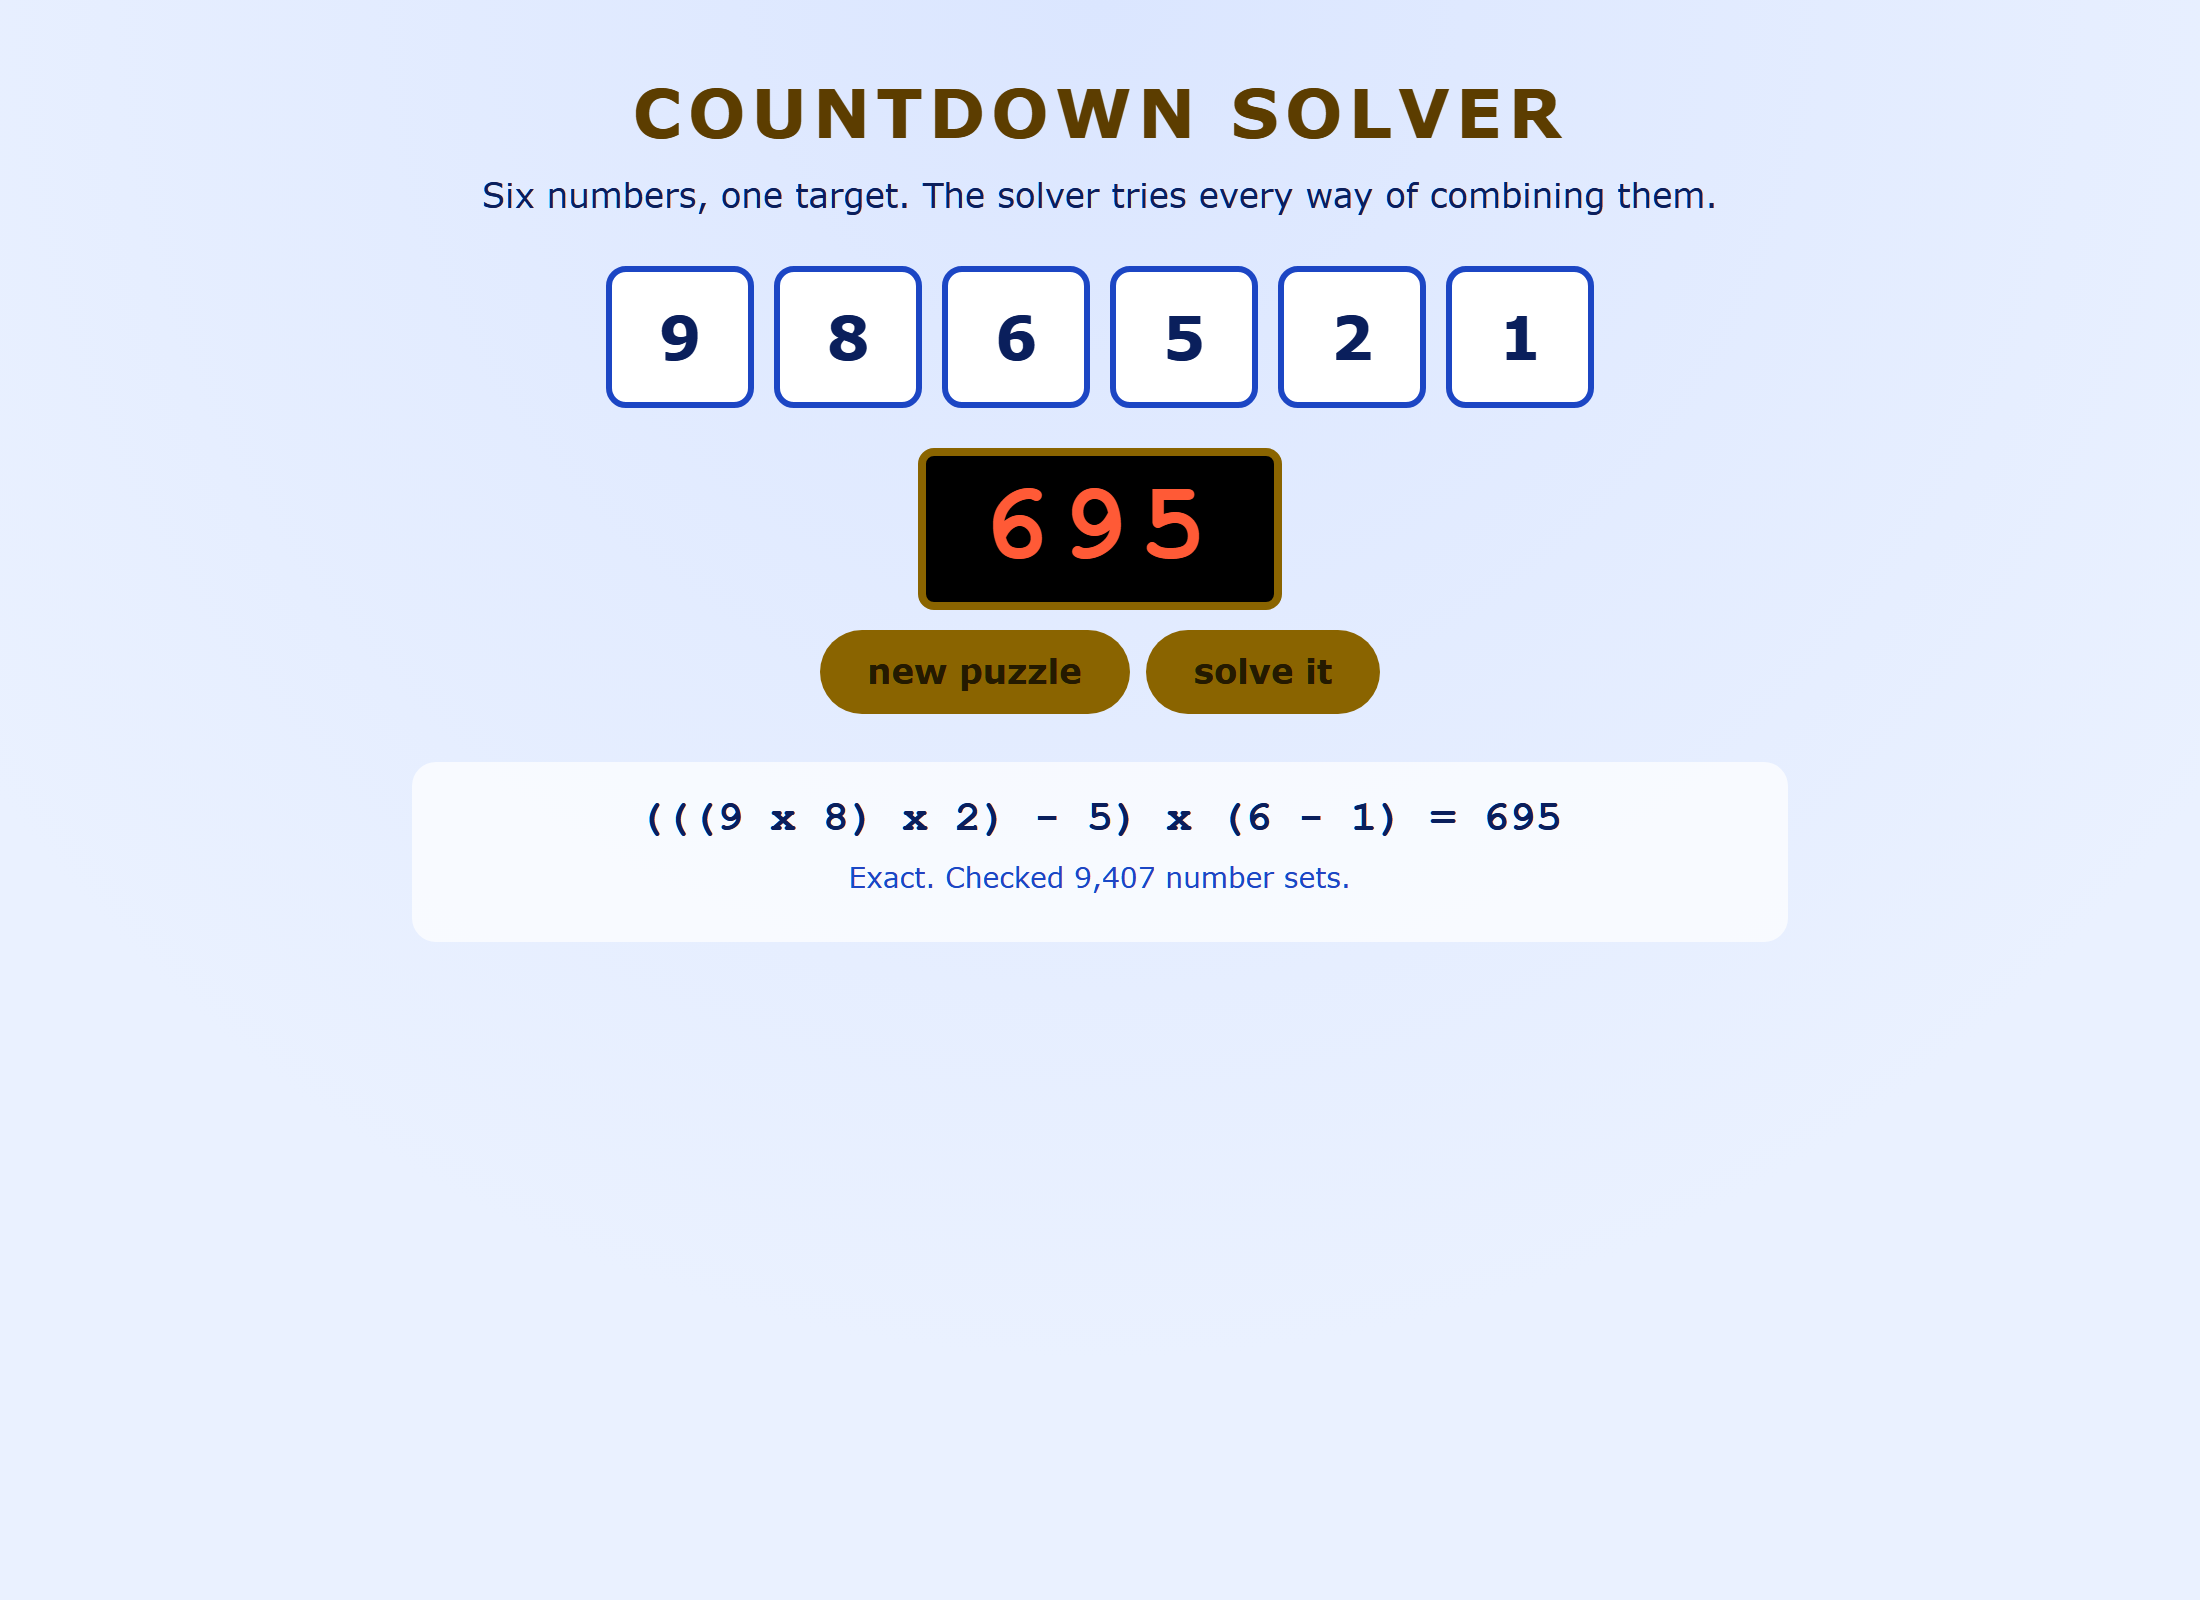 COUNTDOWN SOLVER
Six numbers, one target. The solver tries every way of combining them.
9 8 6 5 2 1
695
new puzzle solve it
(((9 x 8) x 2) - 5) x (6 - 1) = 695
Exact. Checked 9,407 number sets.